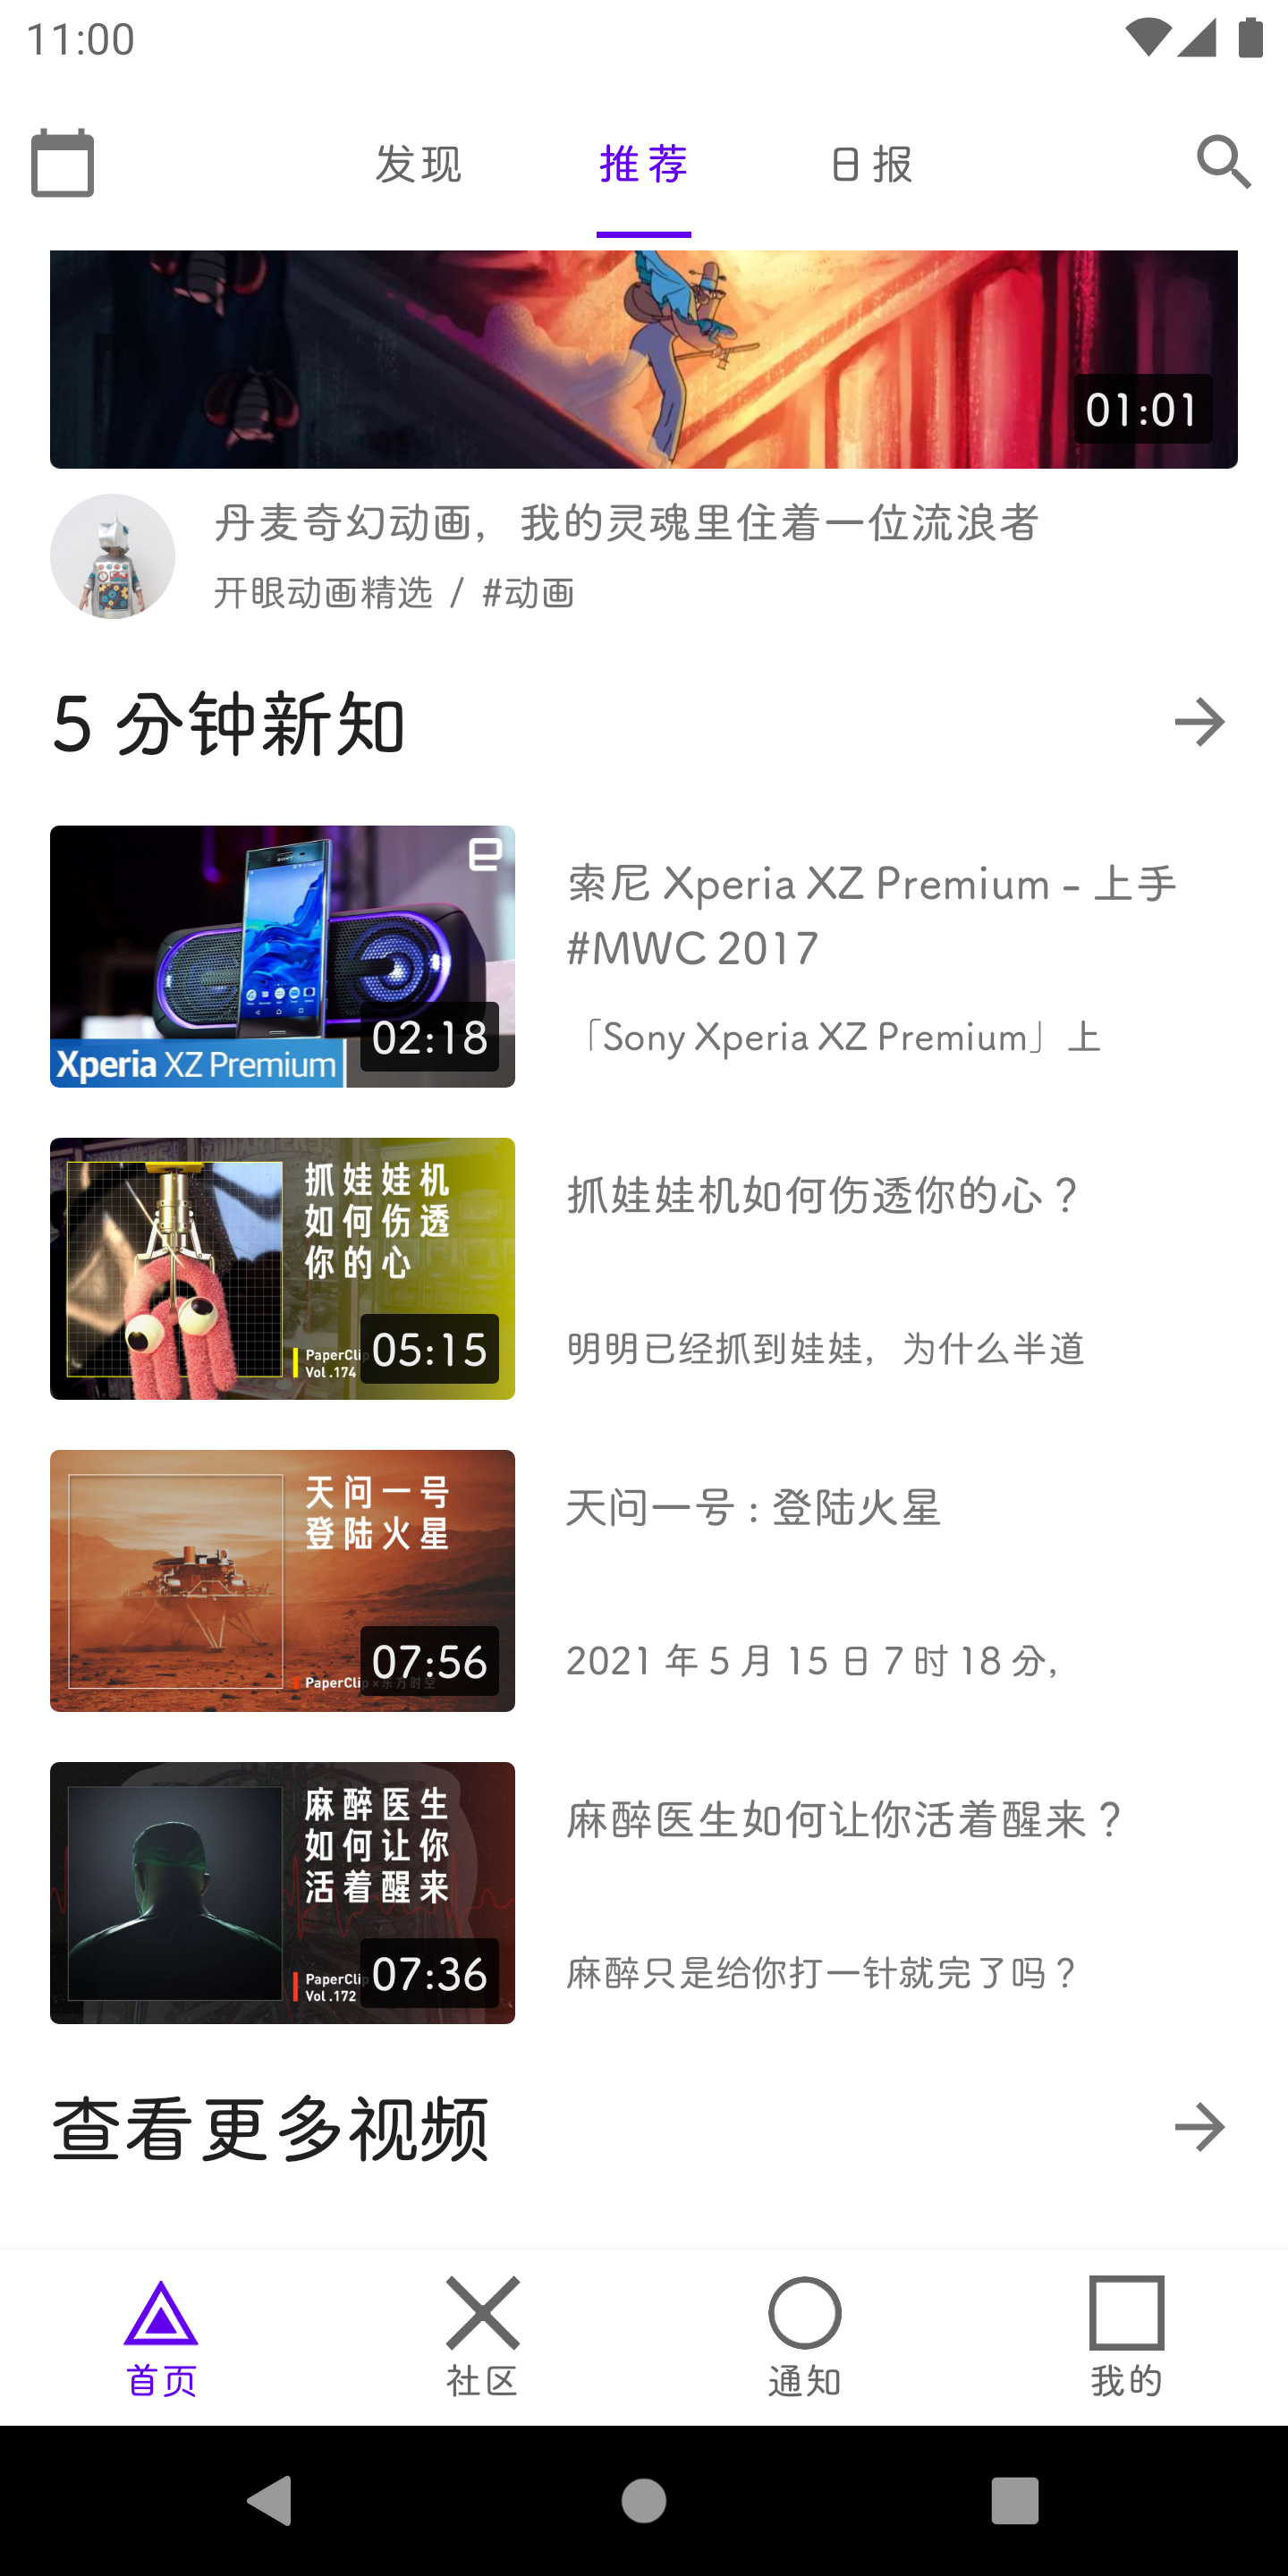 11:00
发现
推荐
日报
01:01
丹麦奇幻动画，我的灵魂里住着一位流浪者
开眼动画精选 / #动画
5 分钟新知
SONY
Xperia XZ Premium
02:18
索尼 Xperia XZ Premium - 上手
#MWC 2017
「Sony Xperia XZ Premium」上
抓娃娃机
如何伤透
你的心
PaperClip
Vol.174
05:15
抓娃娃机如何伤透你的心？
明明已经抓到娃娃，为什么半道
天问一号
登陆火星
PaperClip×东方时空
07:56
天问一号：登陆火星
2021 年 5 月 15 日 7 时 18 分，
麻醉医生
如何让你
活着醒来
PaperClip
Vol.172
07:36
麻醉医生如何让你活着醒来？
麻醉只是给你打一针就完了吗？
查看更多视频
首页
社区
通知
我的